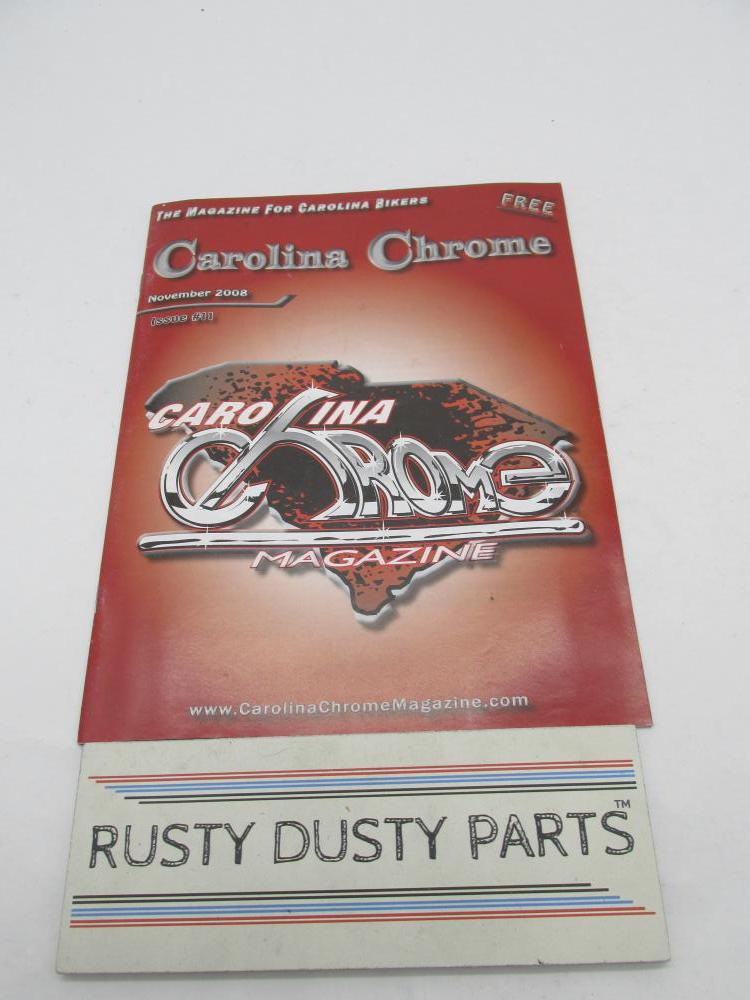 THE MAGAZINE FOR CAROLINA BIKERS
FREE
Carolina Chrome
November 2008
Issue #11
CAROLINA
CHROME
MAGAZINE
www.CarolinaChromeMagazine.com
RUSTY DUSTY PARTS™